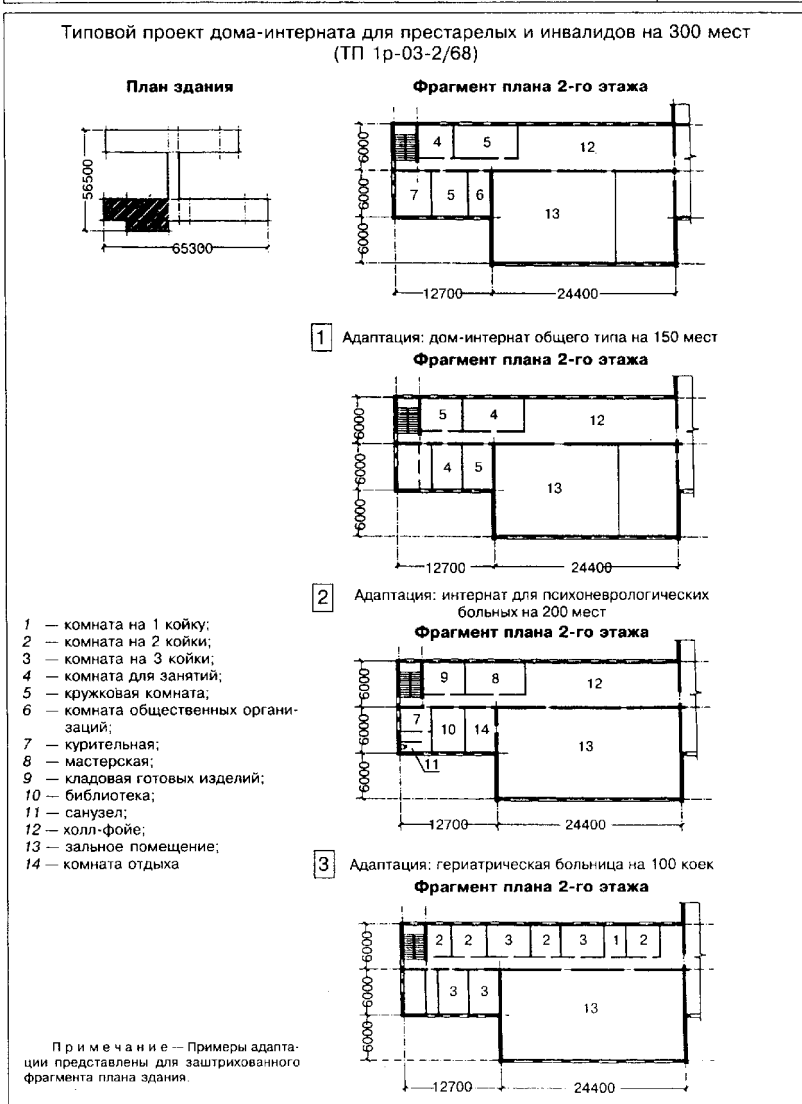 Типовой проект дома-интерната для престарелых и инвалидов на 300 мест
(ТП 1р-03-2/68)
План здания
56500
65300
Фрагмент плана 2-го этажа
6000
6000
6000
4
5
12
7
5
6
13
12700
24400
1 Адаптация: дом-интернат общего типа на 150 мест
Фрагмент плана 2-го этажа
6000
6000
6000
5
4
12
4
5
13
12700
24400
2 Адаптация: интернат для психоневрологических
больных на 200 мест
Фрагмент плана 2-го этажа
6000
6000
6000
9
8
12
7
10
14
13
11
12700
24400
3 Адаптация: гериатрическая больница на 100 коек
Фрагмент плана 2-го этажа
6000
6000
6000
2
2
3
2
3
1
2
3
3
13
12700
24400
1 — комната на 1 койку;
2 — комната на 2 койки;
3 — комната на 3 койки;
4 — комната для занятий;
5 — кружковая комната;
6 — комната общественных органи-
заций;
7 — курительная;
8 — мастерская;
9 — кладовая готовых изделий;
10 — библиотека;
11 — санузел;
12 — холл-фойе;
13 — зальное помещение;
14 — комната отдыха
Примечание — Примеры адапта-
ции представлены для заштрихованного
фрагмента плана здания.